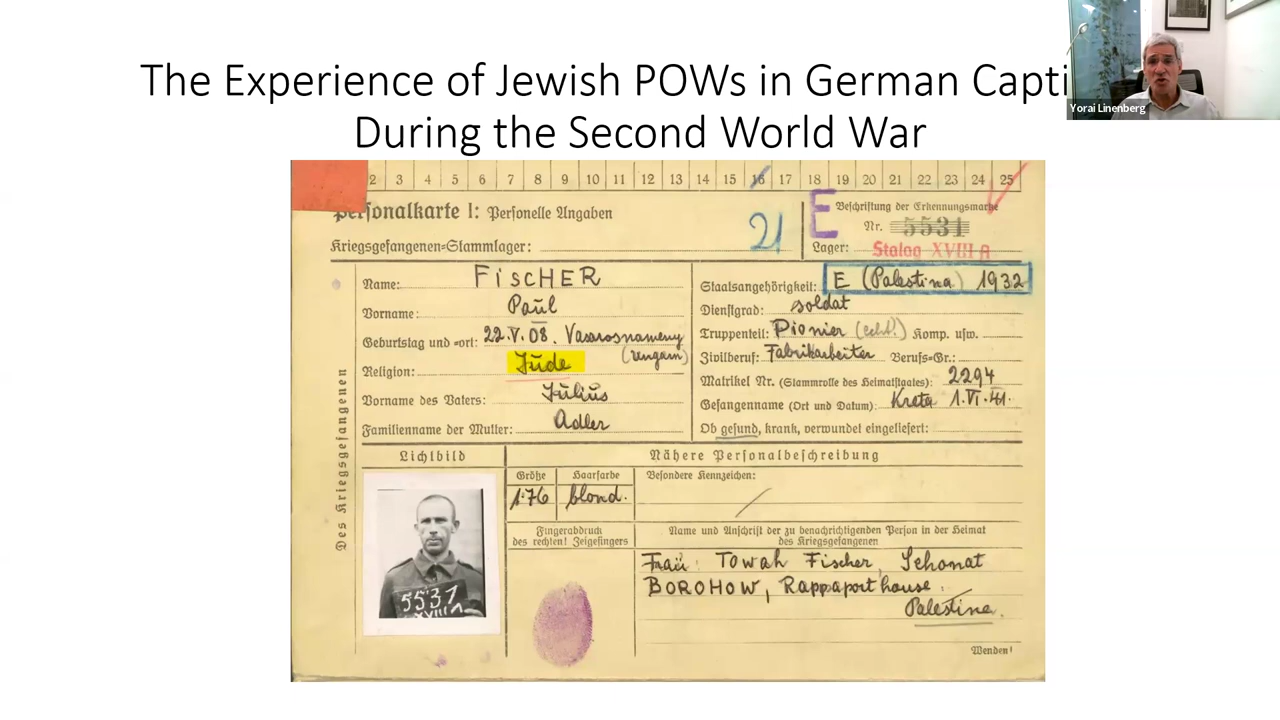 The Experience of Jewish POWs in German Capti
During the Second World War
Yorai Linenberg
2 3 4 5 6 7 8 9 10 11 12 13 14 15 16 17 18 19 20 21 22 23 24 25
Personalkarte I: Personelle Angaben
21
E
Beschriftung der Erkennungsmarke
Nr. 5531
Kriegsgefangenen-Stammlager:
Lager: Stalag XVIII A
Des Kriegsgefangenen
Name: FiscHER
Vorname: Paul
Geburtstag und -ort: 22.V.08. Vasarosnameny
(Ungarn)
Religion: Jude
Vorname des Vaters: Julius
Familienname der Mutter: Adler
Staatsangehörigkeit: E (Palestina) 1932
Dienstgrad: soldat
Truppenteil: Pionier Komp. usw.
Zivilberuf: Fabrikarbeiter Berufs-Gr.:
Matrikel Nr. (Stammrolle des Heimatstaates): 2294
Gefangennahme (Ort und Datum): Kreta 1.VI.41.
Ob gesund, krank, verwundet eingeliefert:
Lichtbild
Nähere Personalbeschreibung
Größe
Haarfarbe
Besondere Kennzeichen:
1.76
blond.
Fingerabdruck
des rechten! Zeigefingers
Name und Anschrift der zu benachrichtigenden Person in der Heimat
des Kriegsgefangenen
Frau: Towah Fischer, Schonat
BOROHOW, Rappaport house.
Palestine.
5537
XVIII A
Wenden!